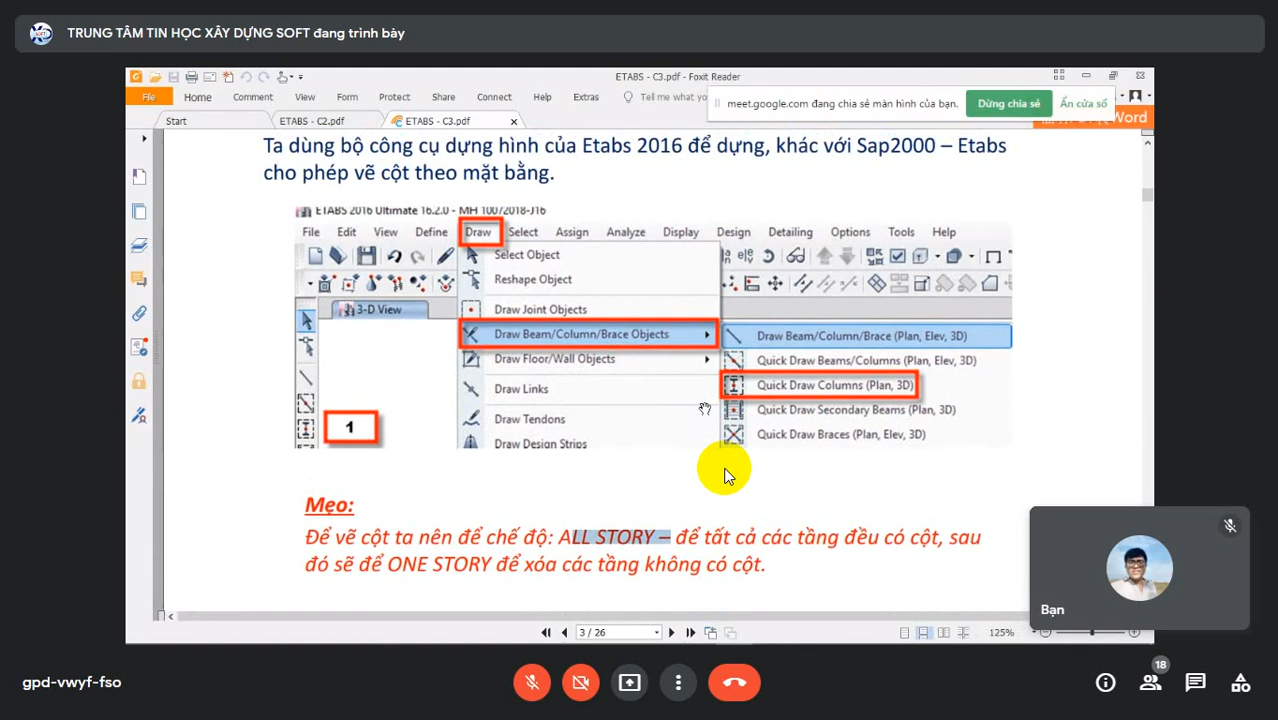 TRUNG TÂM TIN HỌC XÂY DỰNG SOFT đang trình bày
ETABS - C3.pdf - Foxit Reader
File Home Comment View Form Protect Share Connect Help Extras Tell me what yo
meet.google.com đang chia sẻ màn hình của bạn. Dừng chia sẻ Ẩn cửa sổ
Word
Start ETABS - C2.pdf ETABS - C3.pdf
Ta dùng bộ công cụ dựng hình của Etabs 2016 để dựng, khác với Sap2000 – Etabs
cho phép vẽ cột theo mặt bằng.
ETABS 2016 Ultimate 16.2.0 - MH 10072018-J16
File Edit View Define Draw Select Assign Analyze Display Design Detailing Options Tools Help
Select Object
Reshape Object
3-D View
Draw Joint Objects
Draw Beam/Column/Brace Objects
Draw Beam/Column/Brace (Plan, Elev, 3D)
Draw Floor/Wall Objects
Quick Draw Beams/Columns (Plan, Elev, 3D)
Draw Links
Quick Draw Columns (Plan, 3D)
Draw Tendons
Quick Draw Secondary Beams (Plan, 3D)
1
Draw Design Strips
Quick Draw Braces (Plan, Elev, 3D)
Mẹo:
Để vẽ cột ta nên để chế độ: ALL STORY – để tất cả các tầng đều có cột, sau
đó sẽ để ONE STORY để xóa các tầng không có cột.
Bạn
3 / 26
125%
gpd-vwyf-fso
18